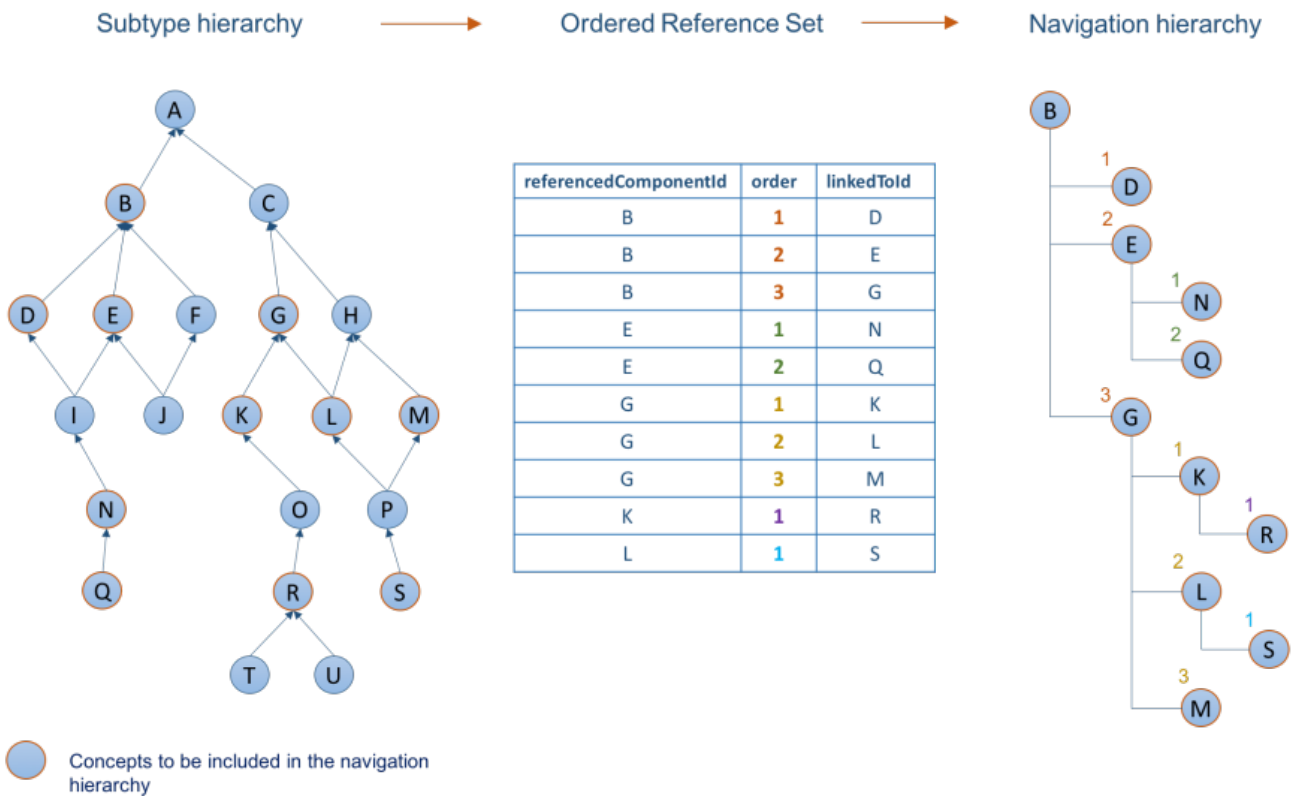 Subtype hierarchy
Ordered Reference Set
Navigation hierarchy
A
B
C
D
E
F
G
H
I
J
K
L
M
N
O
P
Q
R
S
T
U
Concepts to be included in the navigation
hierarchy
referencedComponentId order linkedToId
B 1 D
B 2 E
B 3 G
E 1 N
E 2 Q
G 1 K
G 2 L
G 3 M
K 1 R
L 1 S
B
1
D
2
E
1
N
2
Q
3
G
1
K
1
R
2
L
1
S
3
M